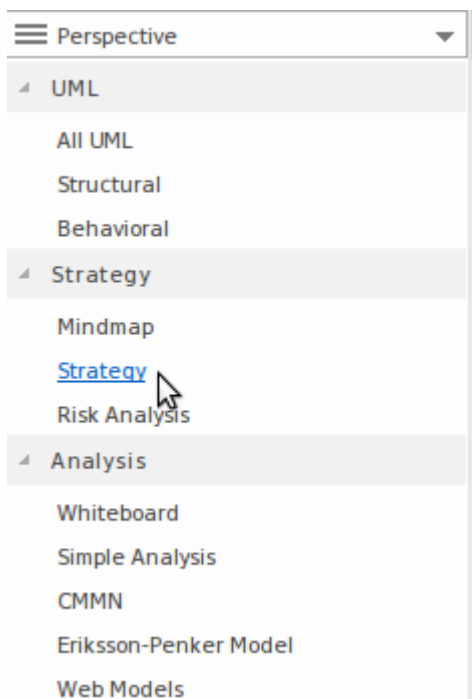 Perspective
UML
All UML
Structural
Behavioral
Strategy
Mindmap
Strategy
Risk Analysis
Analysis
Whiteboard
Simple Analysis
CMMN
Eriksson-Penker Model
Web Models